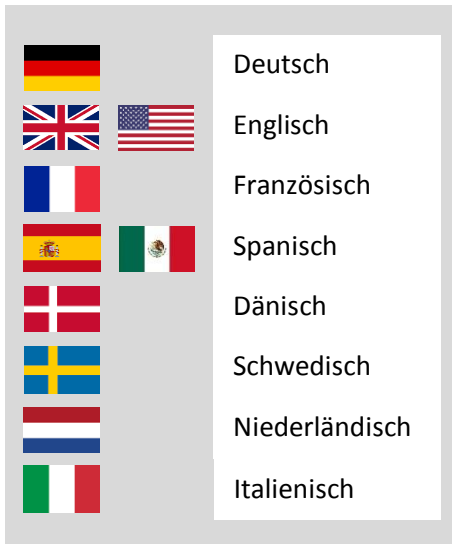 Deutsch
Englisch
Französisch
Spanisch
Dänisch
Schwedisch
Niederländisch
Italienisch